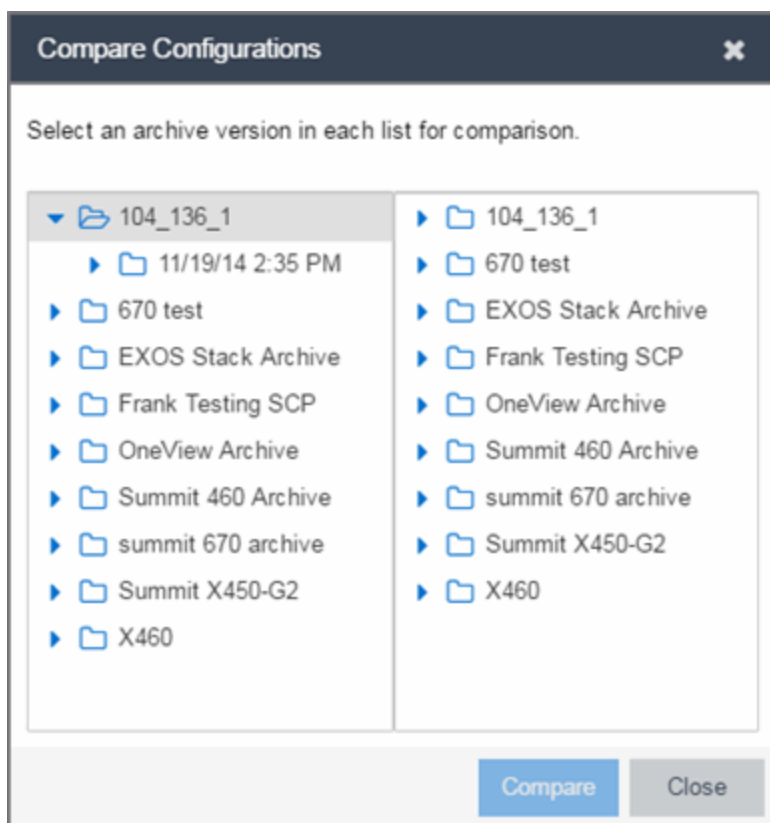 Compare Configurations
Select an archive version in each list for comparison.
104_136_1
11/19/14 2:35 PM
670 test
EXOS Stack Archive
Frank Testing SCP
OneView Archive
Summit 460 Archive
summit 670 archive
Summit X450-G2
X460
104_136_1
670 test
EXOS Stack Archive
Frank Testing SCP
OneView Archive
Summit 460 Archive
summit 670 archive
Summit X450-G2
X460
Compare
Close